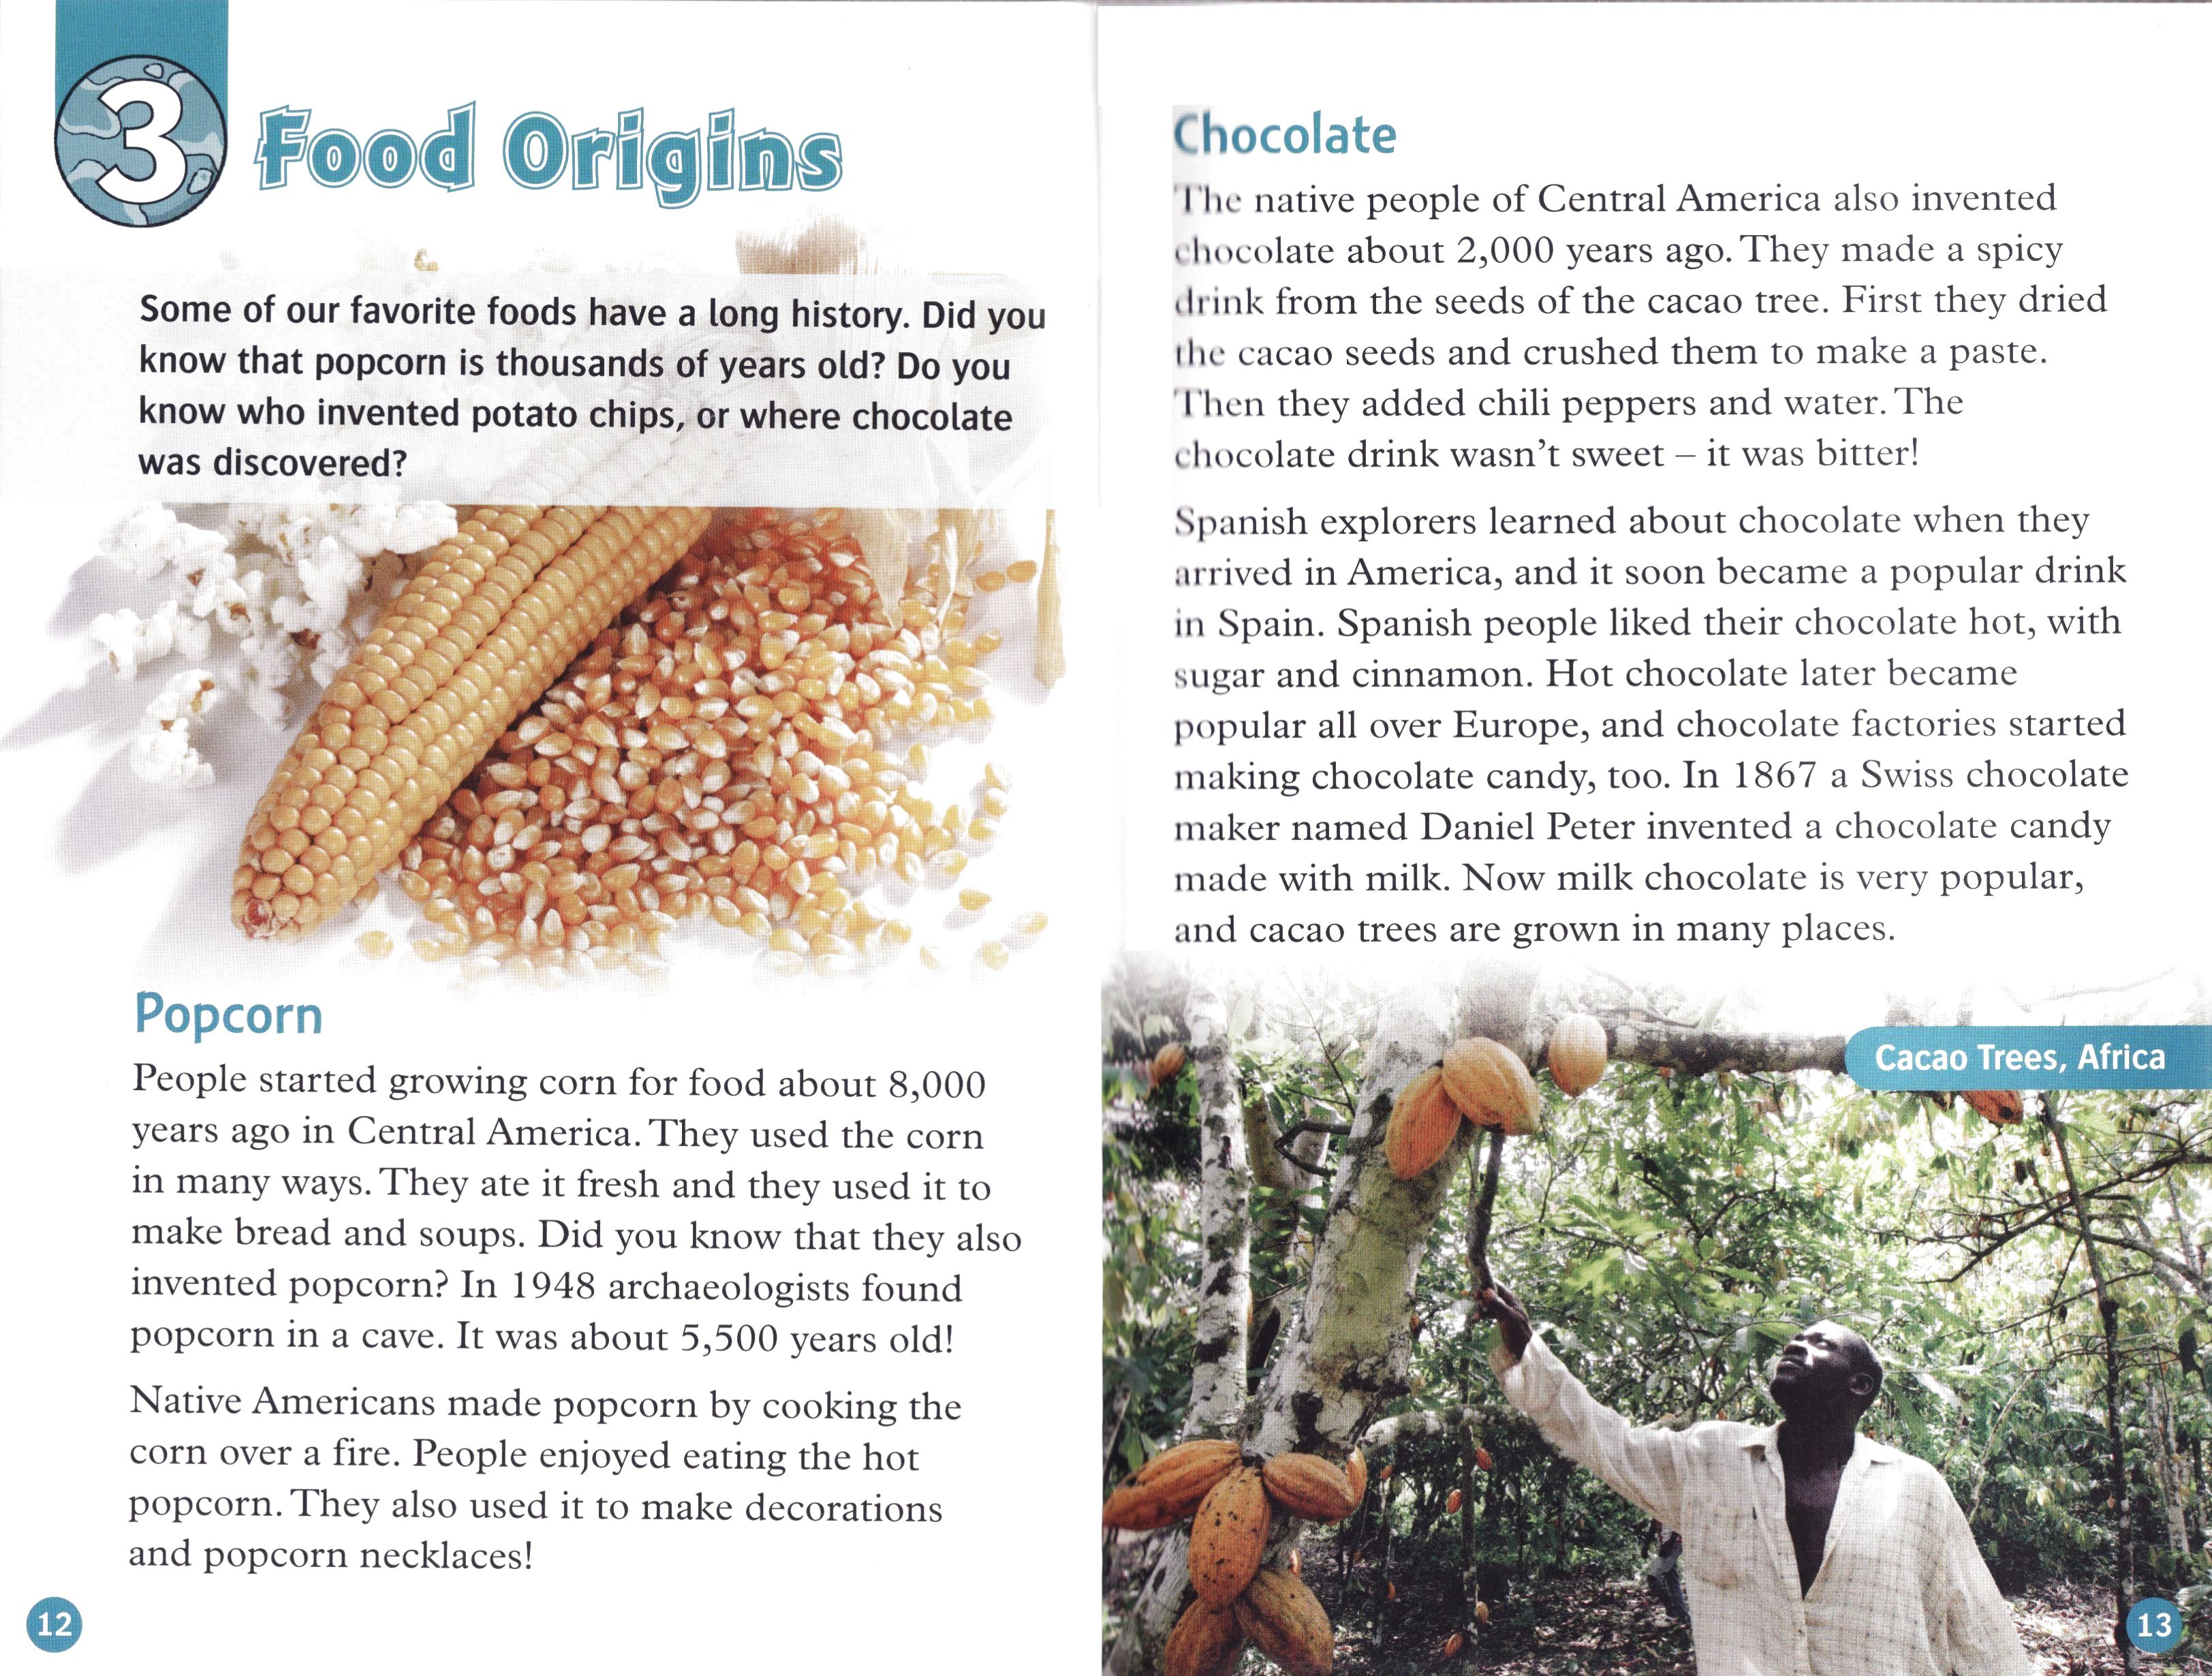 3
Food Origins
Some of our favorite foods have a long history. Did you
know that popcorn is thousands of years old? Do you
know who invented potato chips, or where chocolate
was discovered?
Popcorn
People started growing corn for food about 8,000
years ago in Central America. They used the corn
in many ways. They ate it fresh and they used it to
make bread and soups. Did you know that they also
invented popcorn? In 1948 archaeologists found
popcorn in a cave. It was about 5,500 years old!
Native Americans made popcorn by cooking the
corn over a fire. People enjoyed eating the hot
popcorn. They also used it to make decorations
and popcorn necklaces!
12
Chocolate
The native people of Central America also invented
chocolate about 2,000 years ago. They made a spicy
drink from the seeds of the cacao tree. First they dried
the cacao seeds and crushed them to make a paste.
Then they added chili peppers and water. The
chocolate drink wasn't sweet – it was bitter!
Spanish explorers learned about chocolate when they
arrived in America, and it soon became a popular drink
in Spain. Spanish people liked their chocolate hot, with
sugar and cinnamon. Hot chocolate later became
popular all over Europe, and chocolate factories started
making chocolate candy, too. In 1867 a Swiss chocolate
maker named Daniel Peter invented a chocolate candy
made with milk. Now milk chocolate is very popular,
and cacao trees are grown in many places.
Cacao Trees, Africa
13